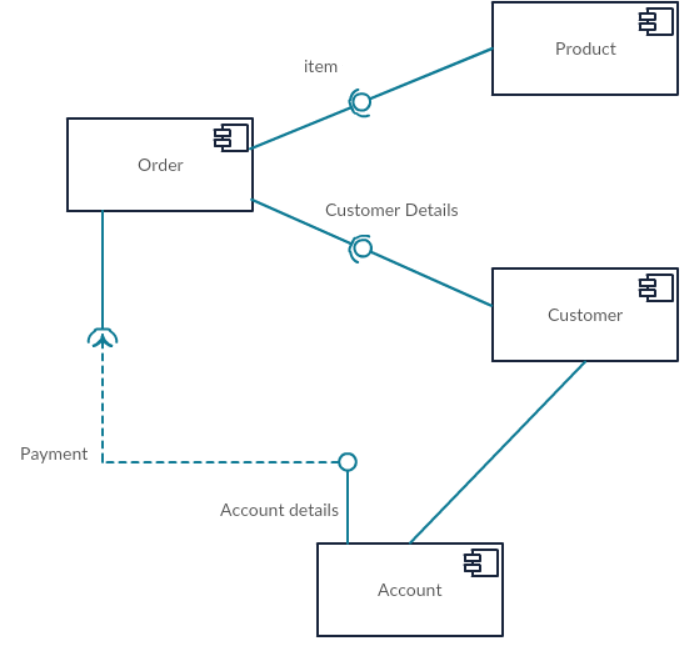 Product
item
Order
Customer Details
Customer
Payment
Account details
Account